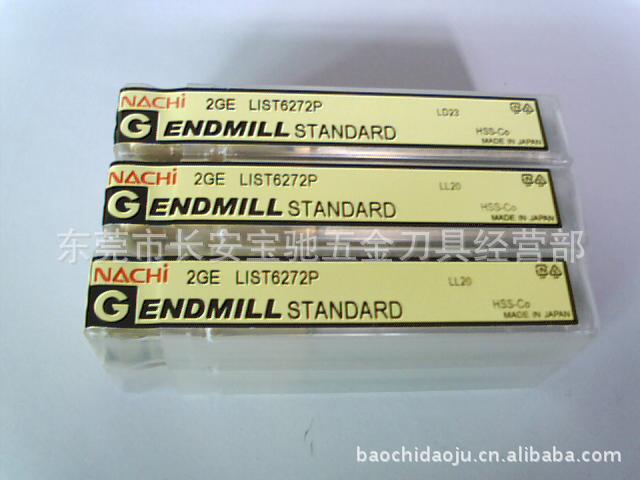 NACHi 2GE LIST6272P LD23
G ENDMILL STANDARD HSS-Co
MADE IN JAPAN
NACHi 2GE LIST6272P LL20
G ENDMILL STANDARD HSS-Co
MADE IN JAPAN
东莞市长安宝驰五金刀具经营部
NACHi 2GE LIST6272P LL20
G ENDMILL STANDARD HSS-Co
MADE IN JAPAN
baochidaoju.cn.alibaba.com